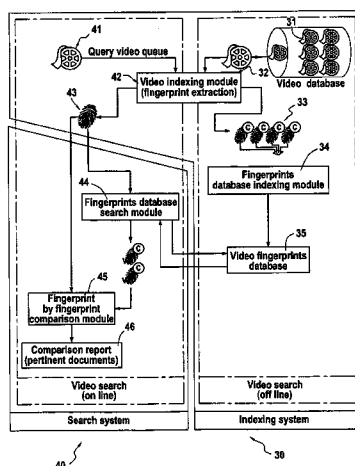 41
Query video queue
31
32
Video database
42
Video indexing module
(fingerprint extraction)
43
33
C C C C
34
Fingerprints
database indexing module
44
Fingerprints database
search module
C
C
35
Video fingerprints
database
45
Fingerprint
by fingerprint
comparison module
46
Comparison report
(pertinent documents)
Video search
(on line)
Video search
(off line)
Search system
Indexing system
40
30